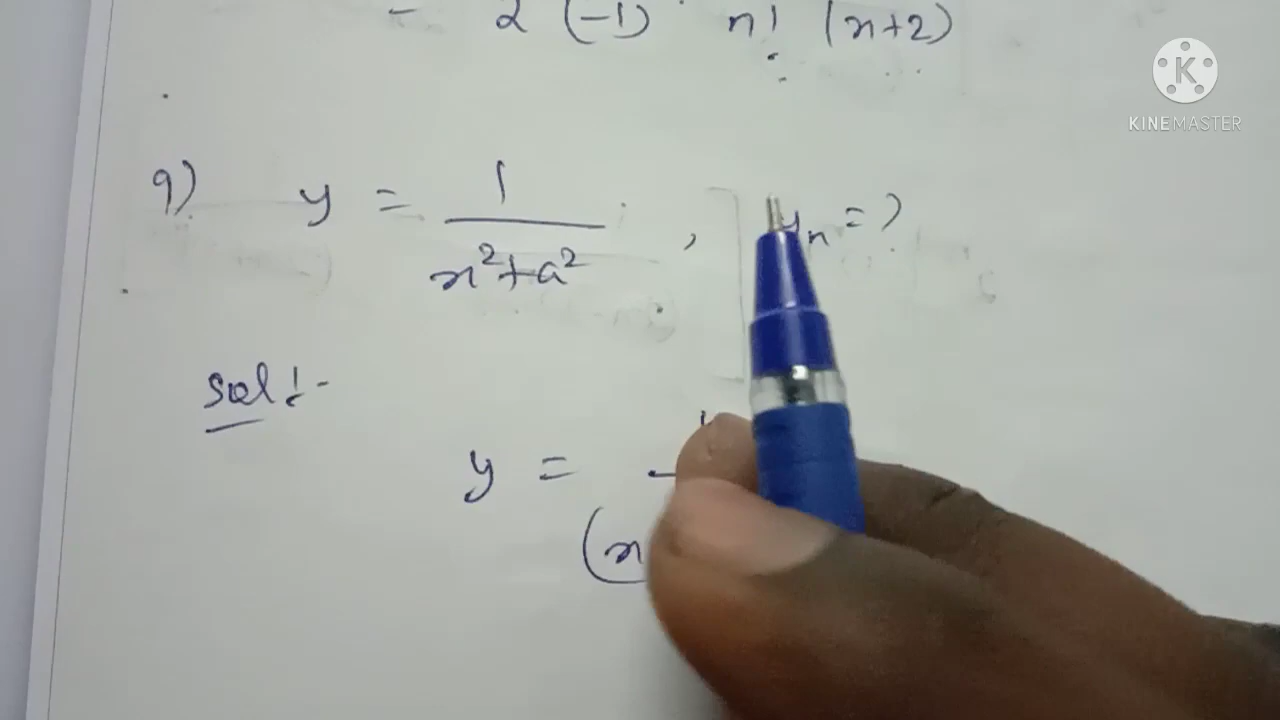 - 2 (-1) n! (x+2)
KINEMASTER
9) y = 1 / x²+a² , yn = ?
Sol:-
y =
(x